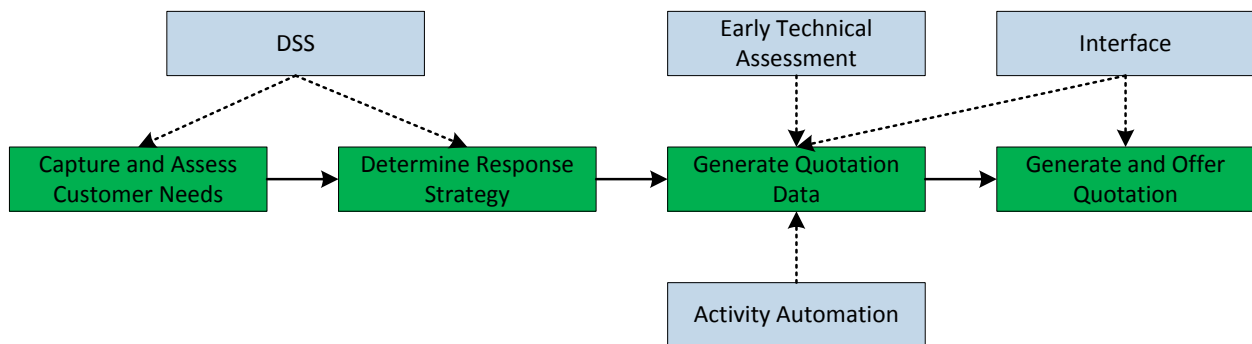 DSS
Early Technical
Assessment
Interface
Capture and Assess
Customer Needs
Determine Response
Strategy
Generate Quotation
Data
Generate and Offer
Quotation
Activity Automation